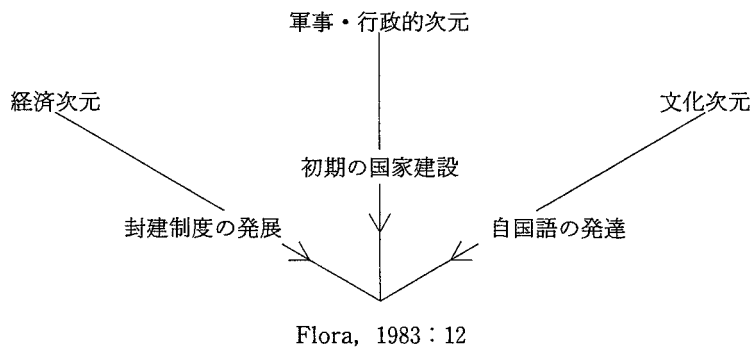 軍事・行政的次元
経済次元
文化次元
初期の国家建設
封建制度の発展
自国語の発達
Flora, 1983：12